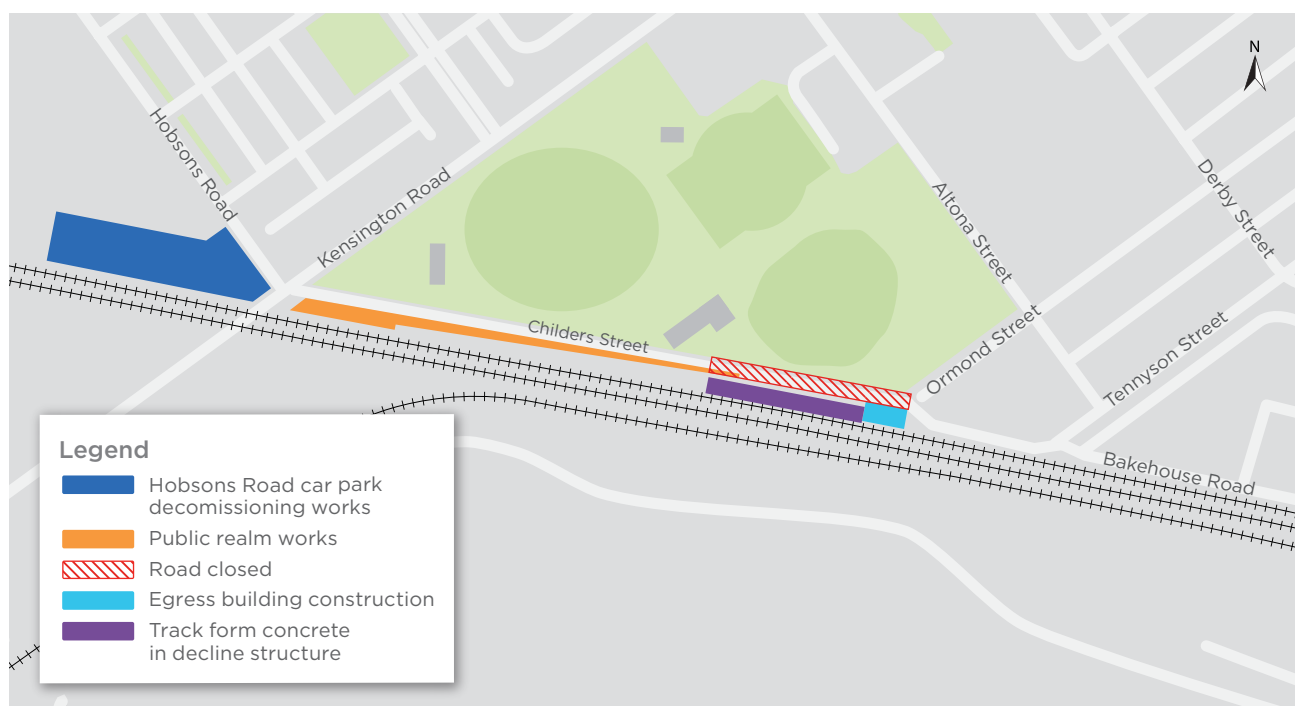 N
Hobsons Road
Kensington Road
Altona Street
Derby Street
Childers Street
Ormond Street
Tennyson Street
Bakehouse Road
Legend
Hobsons Road car park
decomissioning works
Public realm works
Road closed
Egress building construction
Track form concrete
in decline structure